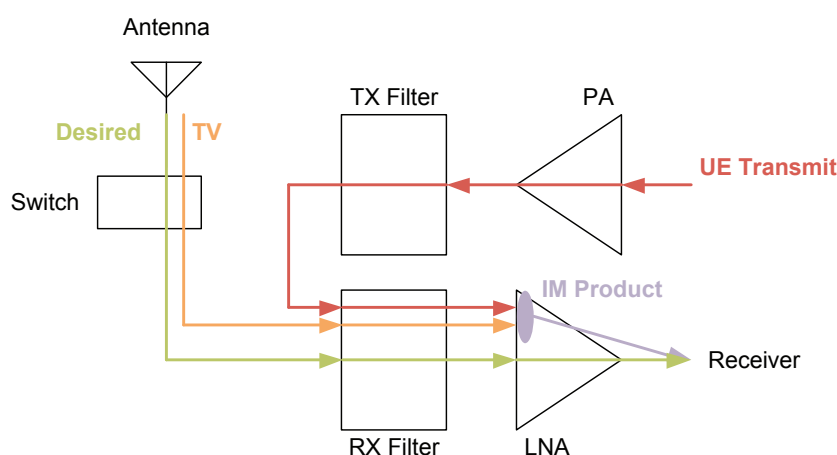 Antenna
TX Filter
PA
Desired
TV
UE Transmit
Switch
IM Product
Receiver
RX Filter
LNA